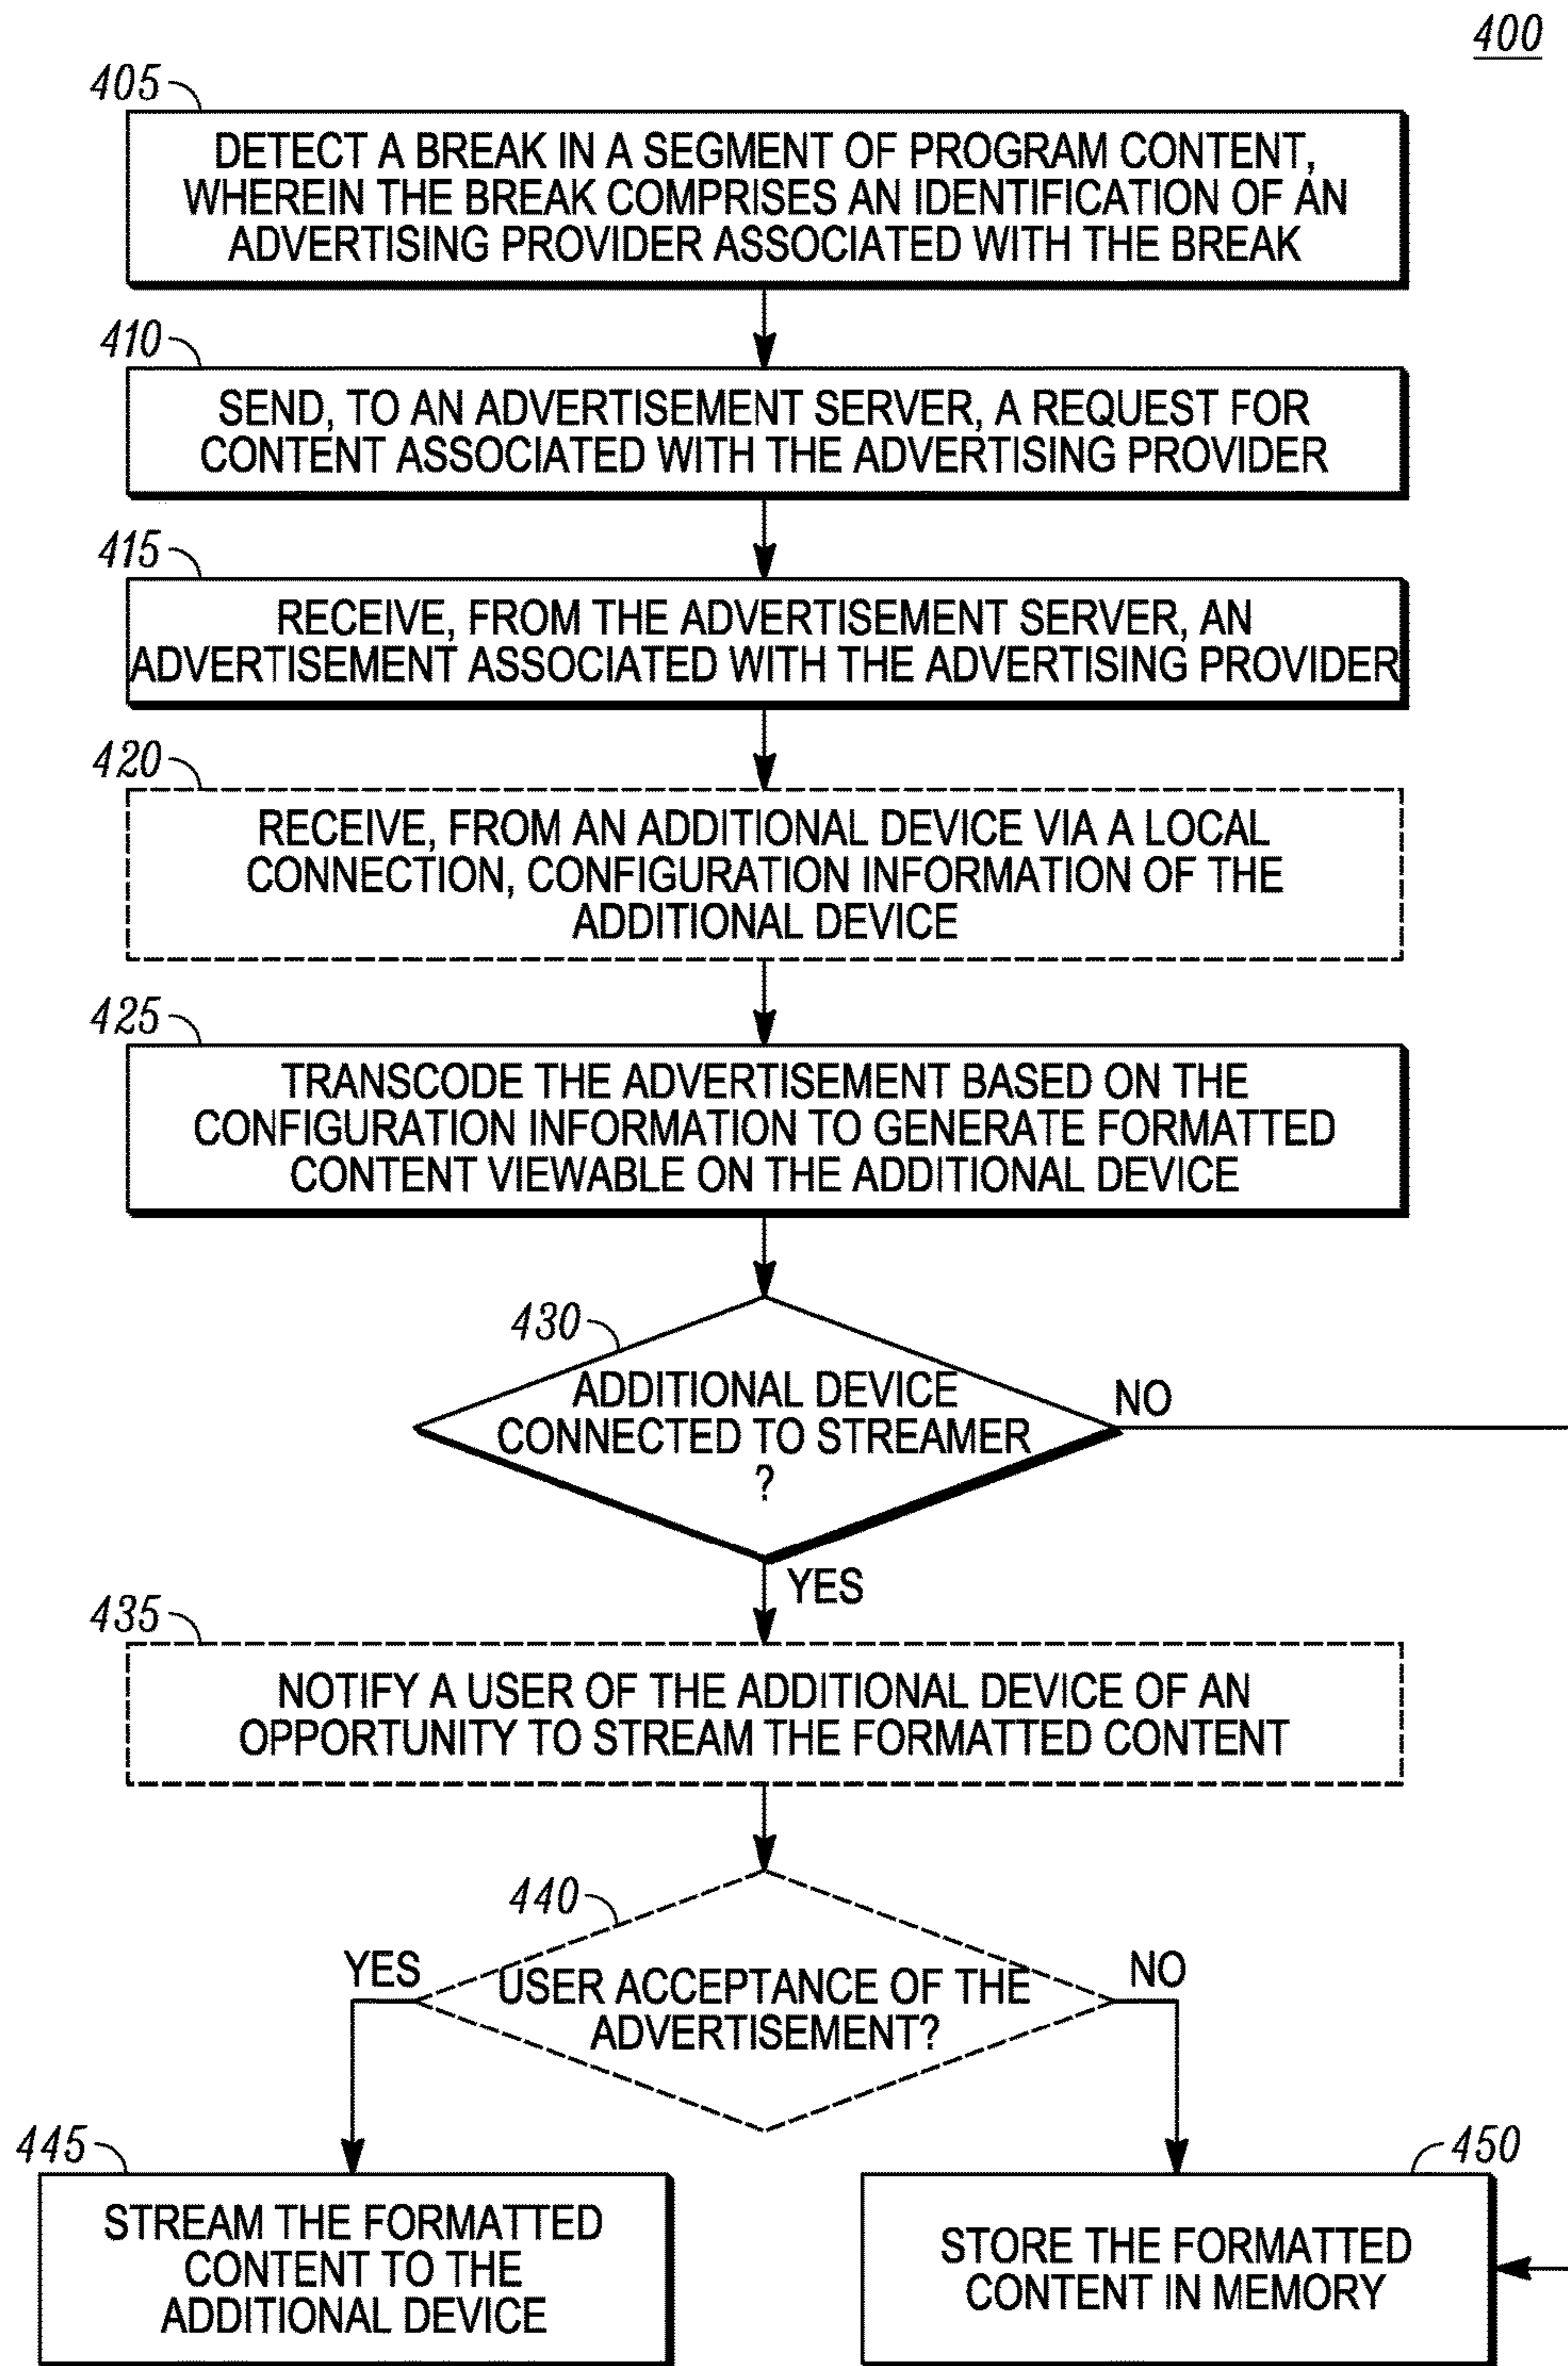 400
405
DETECT A BREAK IN A SEGMENT OF PROGRAM CONTENT,
WHEREIN THE BREAK COMPRISES AN IDENTIFICATION OF AN
ADVERTISING PROVIDER ASSOCIATED WITH THE BREAK
410
SEND, TO AN ADVERTISEMENT SERVER, A REQUEST FOR
CONTENT ASSOCIATED WITH THE ADVERTISING PROVIDER
415
RECEIVE, FROM THE ADVERTISEMENT SERVER, AN
ADVERTISEMENT ASSOCIATED WITH THE ADVERTISING PROVIDER
420
RECEIVE, FROM AN ADDITIONAL DEVICE VIA A LOCAL
CONNECTION, CONFIGURATION INFORMATION OF THE
ADDITIONAL DEVICE
425
TRANSCODE THE ADVERTISEMENT BASED ON THE
CONFIGURATION INFORMATION TO GENERATE FORMATTED
CONTENT VIEWABLE ON THE ADDITIONAL DEVICE
430
ADDITIONAL DEVICE
CONNECTED TO STREAMER
?
NO
YES
435
NOTIFY A USER OF THE ADDITIONAL DEVICE OF AN
OPPORTUNITY TO STREAM THE FORMATTED CONTENT
440
YES
USER ACCEPTANCE OF THE
ADVERTISEMENT?
NO
445
STREAM THE FORMATTED
CONTENT TO THE
ADDITIONAL DEVICE
450
STORE THE FORMATTED
CONTENT IN MEMORY